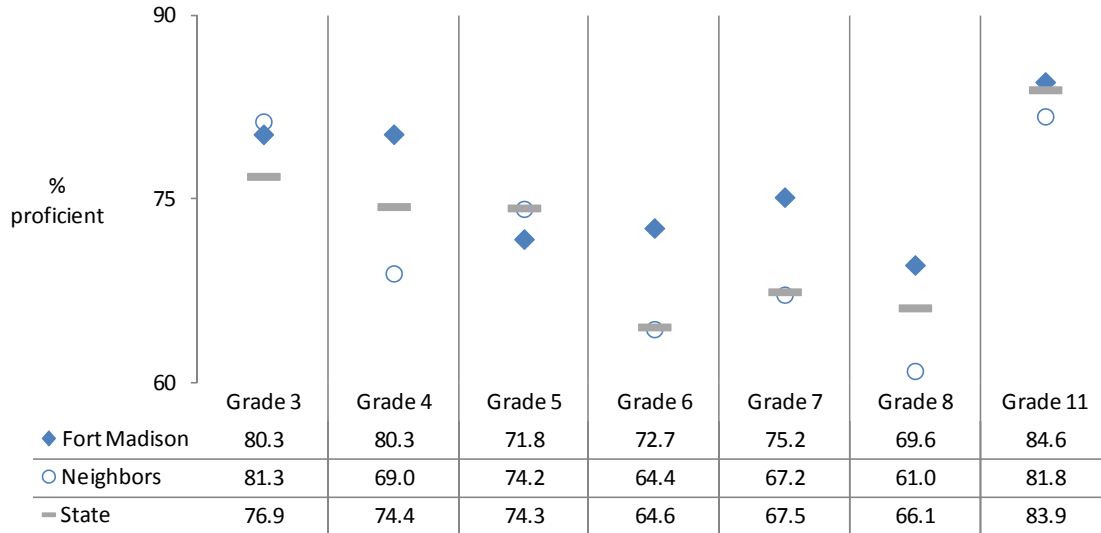 90
75
60
%
proficient
Grade 3 Grade 4 Grade 5 Grade 6 Grade 7 Grade 8 Grade 11
Fort Madison 80.3 80.3 71.8 72.7 75.2 69.6 84.6
Neighbors 81.3 69.0 74.2 64.4 67.2 61.0 81.8
State 76.9 74.4 74.3 64.6 67.5 66.1 83.9